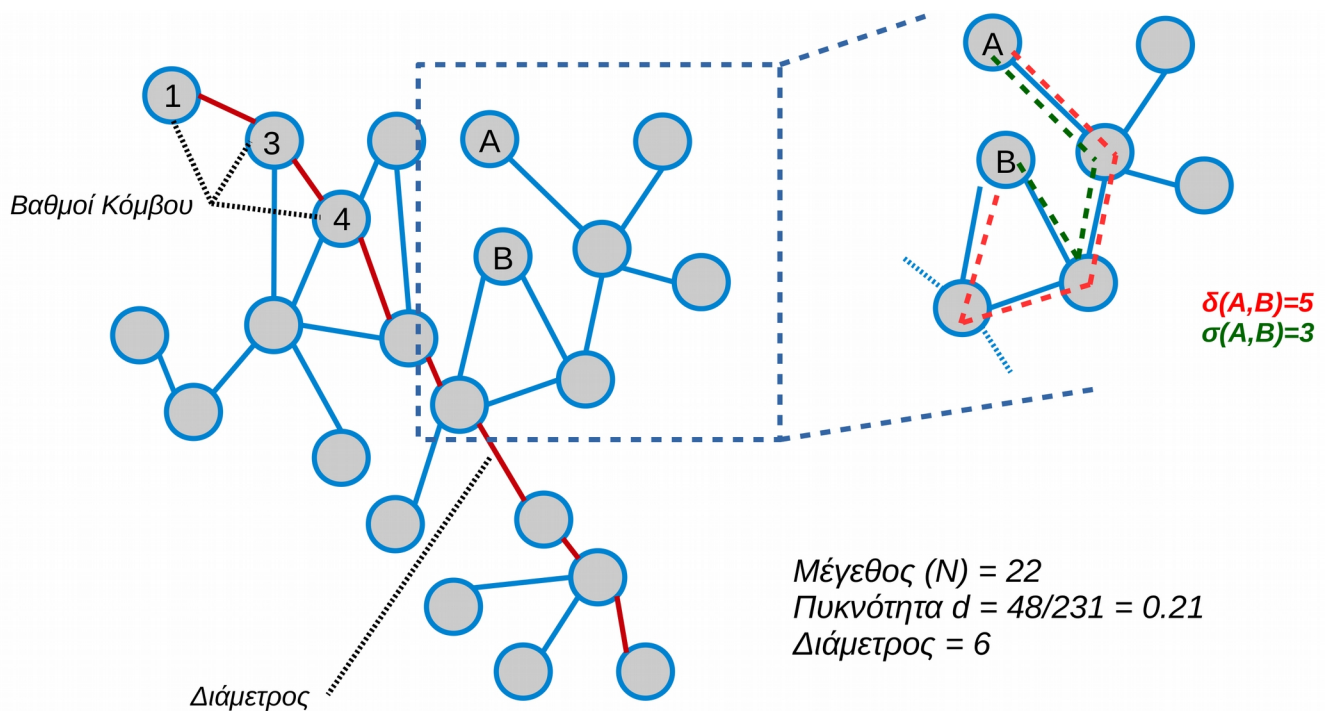 1
3
4
Βαθμοί Κόμβου
A
B
A
B
δ(A,B)=5
σ(A,B)=3
Μέγεθος (N) = 22
Πυκνότητα d = 48/231 = 0.21
Διάμετρος = 6
Διάμετρος